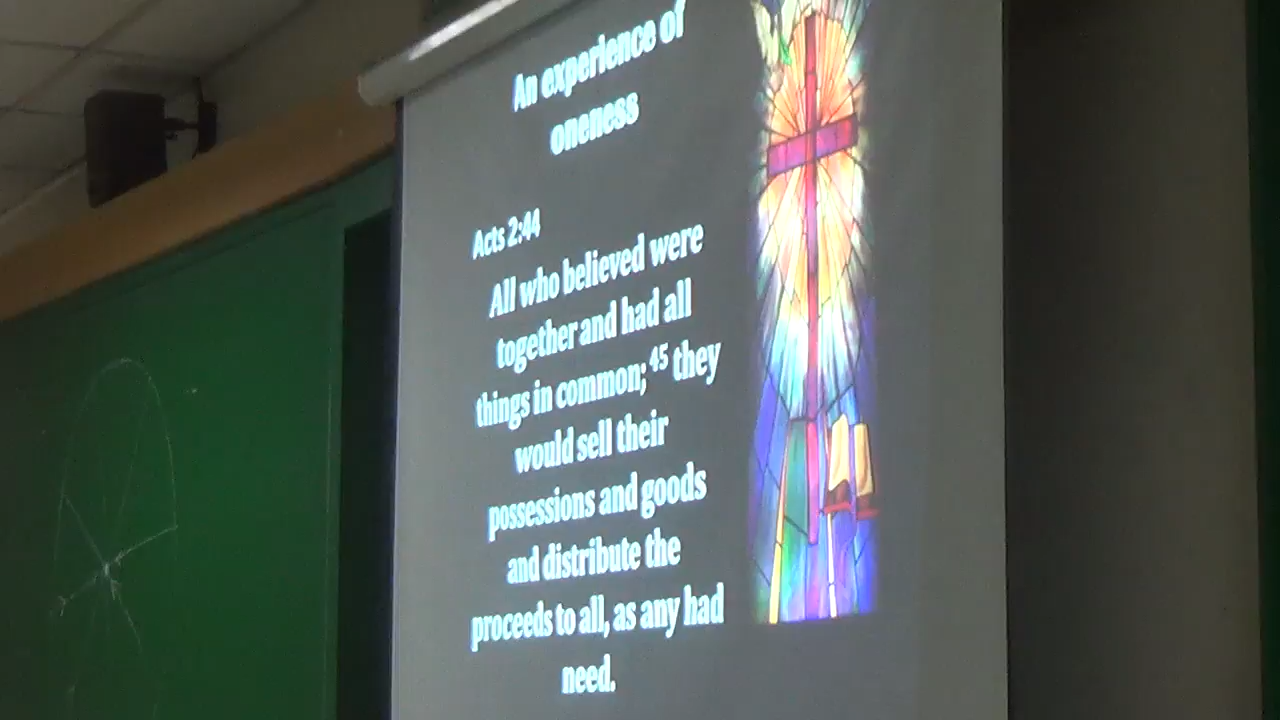 An experience of
oneness
Acts 2:44
All who believed were
together and had all
things in common; 45 they
would sell their
possessions and goods
and distribute the
proceeds to all, as any had
need.